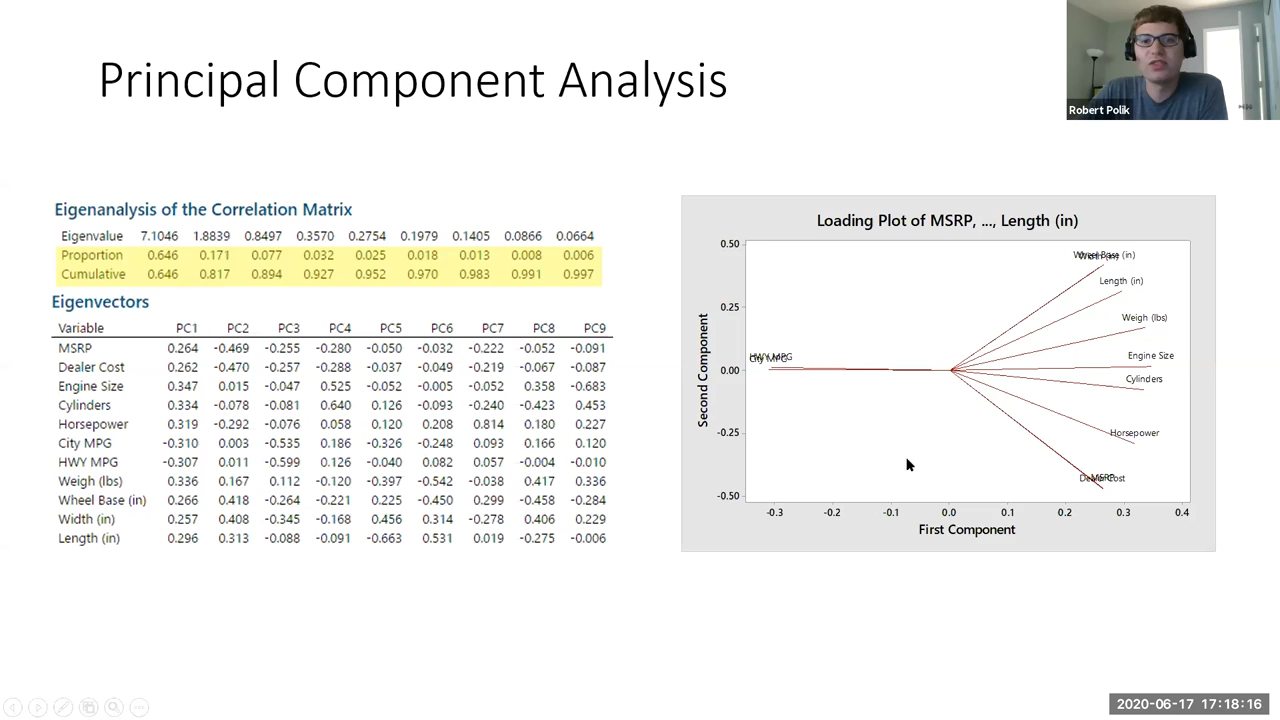 Principal Component Analysis
Robert Polik
Eigenanalysis of the Correlation Matrix
Eigenvalue 7.1046 1.8839 0.8497 0.3570 0.2754 0.1979 0.1405 0.0866 0.0664
Proportion 0.646 0.171 0.077 0.032 0.025 0.018 0.013 0.008 0.006
Cumulative 0.646 0.817 0.894 0.927 0.952 0.970 0.983 0.991 0.997
Eigenvectors
Variable PC1 PC2 PC3 PC4 PC5 PC6 PC7 PC8 PC9
MSRP 0.264 -0.469 -0.255 -0.280 -0.050 -0.032 -0.222 -0.052 -0.091
Dealer Cost 0.262 -0.470 -0.257 -0.288 -0.037 -0.049 -0.219 -0.067 -0.087
Engine Size 0.347 0.015 -0.047 0.525 -0.052 -0.005 -0.052 0.358 -0.683
Cylinders 0.334 -0.078 -0.081 0.640 0.126 -0.093 -0.240 -0.423 0.453
Horsepower 0.319 -0.292 -0.076 0.058 0.120 0.208 0.814 0.180 0.227
City MPG -0.310 0.003 -0.535 0.186 -0.326 -0.248 0.093 0.166 0.120
HWY MPG -0.307 0.011 -0.599 0.126 -0.040 0.082 0.057 -0.004 -0.010
Weigh (lbs) 0.336 0.167 0.112 -0.120 -0.397 -0.542 -0.038 0.417 0.336
Wheel Base (in) 0.266 0.418 -0.264 -0.221 0.225 -0.450 0.299 -0.458 -0.284
Width (in) 0.257 0.408 -0.345 -0.168 0.456 0.314 -0.278 0.406 0.229
Length (in) 0.296 0.313 -0.088 -0.091 -0.663 0.531 0.019 -0.275 -0.006
Loading Plot of MSRP, ..., Length (in)
0.50
0.25
0.00
-0.25
-0.50
Second Component
Wheel Base (in)
Width (in)
Length (in)
Weigh (lbs)
Engine Size
Cylinders
Horsepower
Dealer Cost
MSRP
HWY MPG
City MPG
-0.3 -0.2 -0.1 0.0 0.1 0.2 0.3 0.4
First Component
2020-06-17 17:18:16